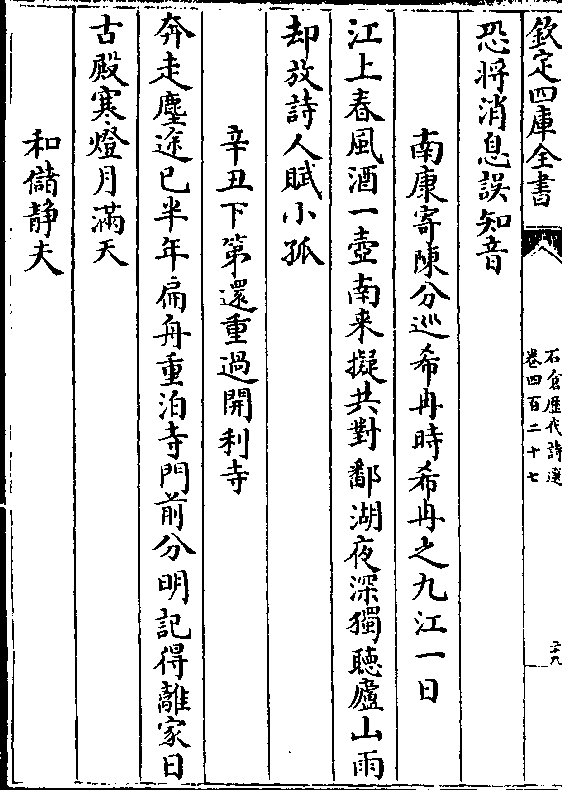 欽定四庫全書
石倉歷代詩選
卷四百二十七
二十九
恐將消息誤知音
南康寄陳分巡希冉時希冉之九江一日
江上春風酒一壺南来擬共對鄱湖夜深獨聽廬山雨
却放詩人賦小孤
辛丑下第還重過開利寺
奔走塵途已半年扁舟重泊寺門前分明記得離家日
古殿寒燈月滿天
和儲静夫